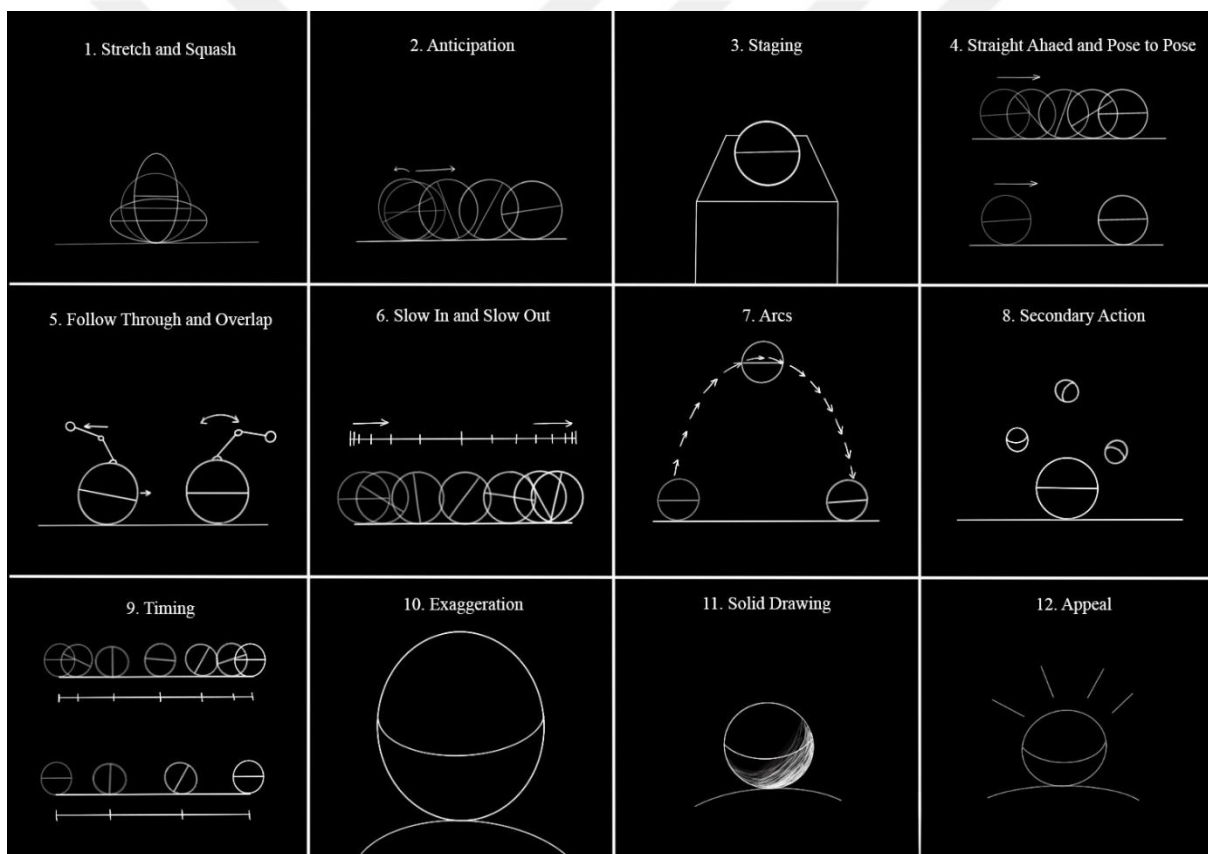 1. Stretch and Squash
2. Anticipation
3. Staging
4. Straight Ahaed and Pose to Pose
5. Follow Through and Overlap
6. Slow In and Slow Out
7. Arcs
8. Secondary Action
9. Timing
10. Exaggeration
11. Solid Drawing
12. Appeal